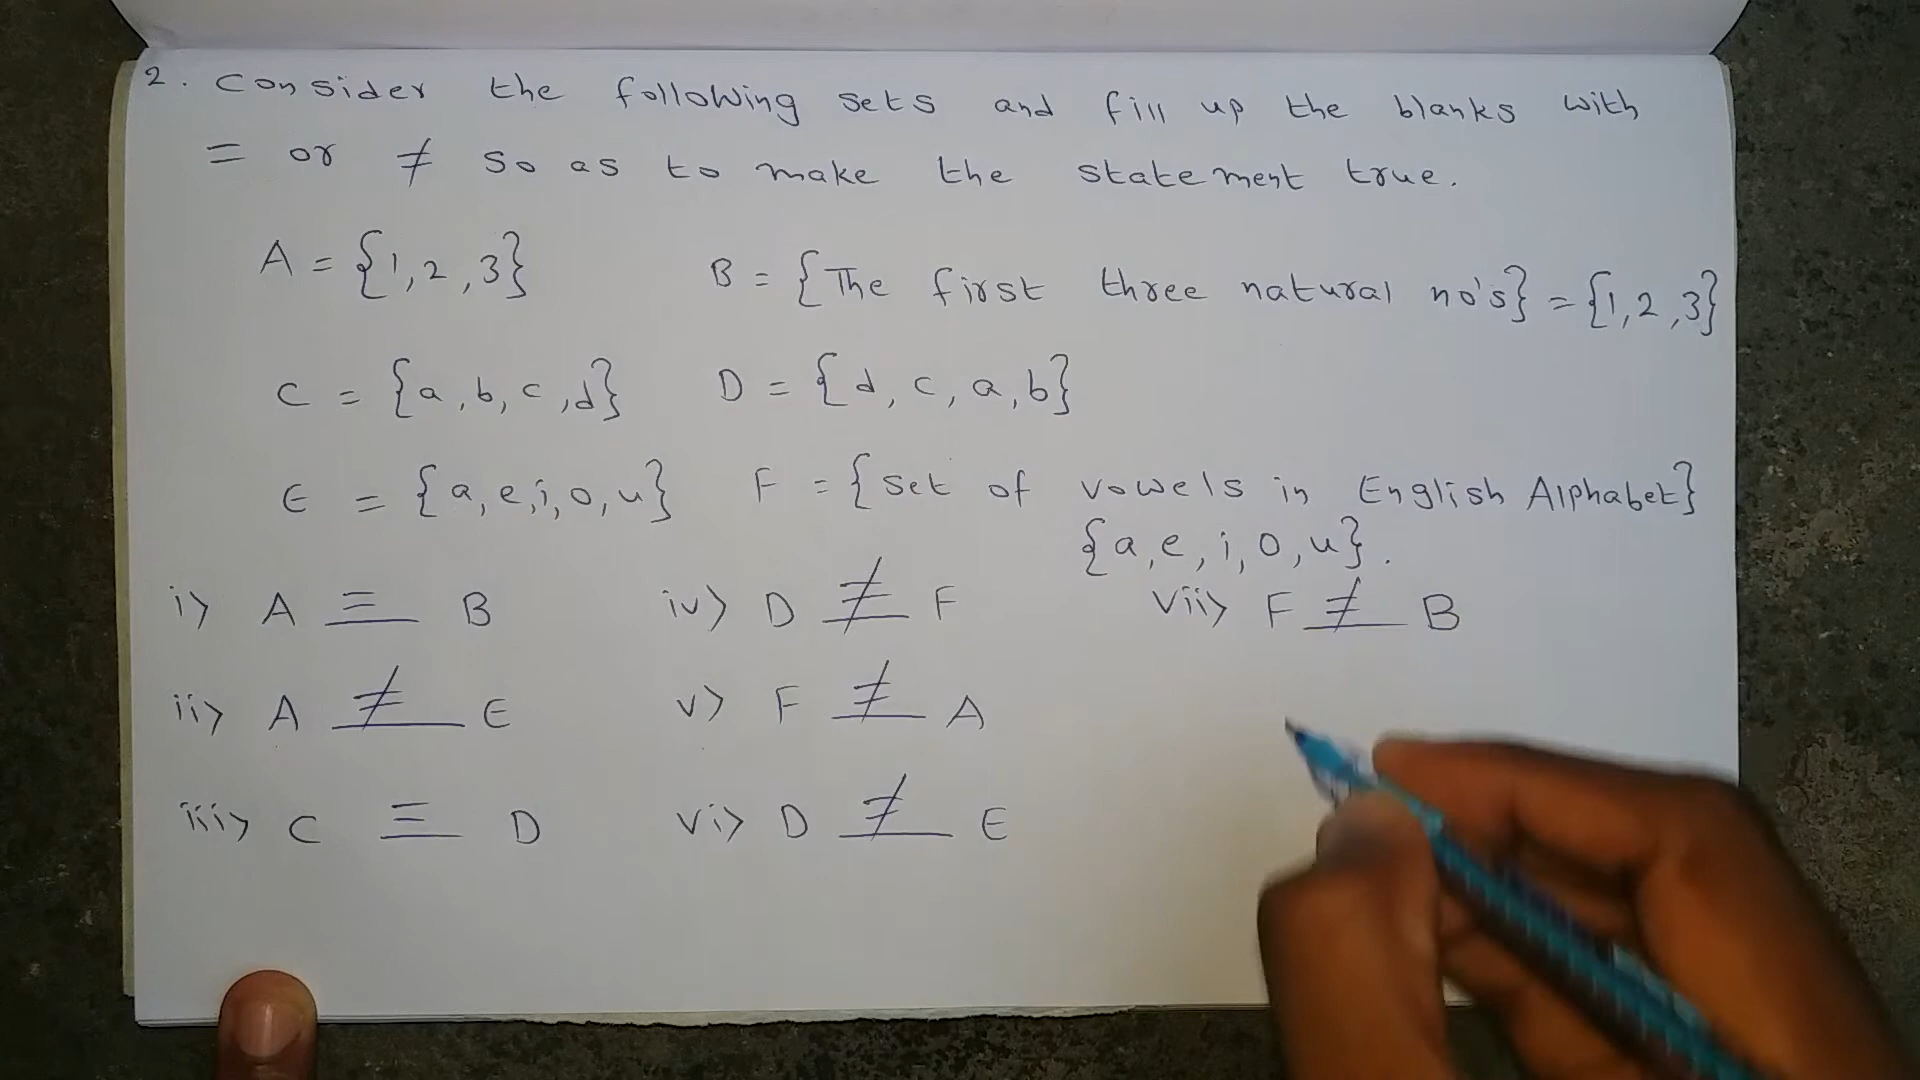 2. Consider the following sets and fill up the blanks with
= or ≠ so as to make the statement true.
A = {1,2,3} B = {The first three natural no's} = {1,2,3}
C = {a,b,c,d} D = {d,c,a,b}
E = {a,e,i,o,u} F = {set of vowels in English Alphabet}
{a,e,i,o,u}.
i) A = B iv) D ≠ F vii) F ≠ B
ii) A ≠ E v) F ≠ A
iii) C = D vi) D ≠ E